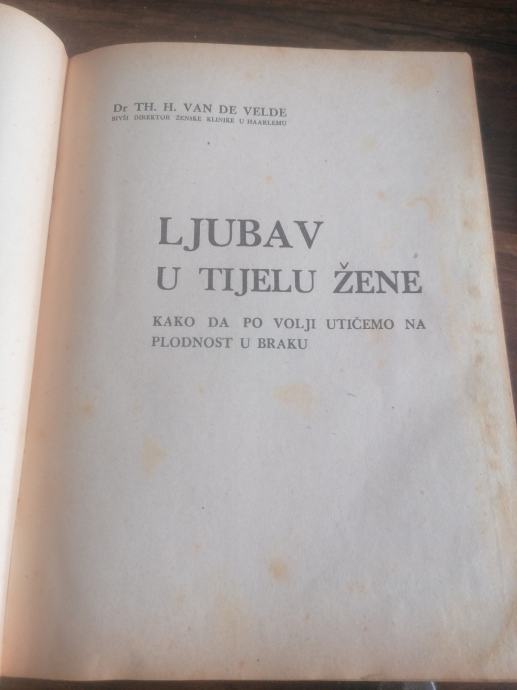 Dr TH. H. VAN DE VELDE
BIVŠI DIREKTOR ŽENSKE KLINIKE U HAARLEMU
LJUBAV
U TIJELU ŽENE
KAKO DA PO VOLJI UTIČEMO NA
PLODNOST U BRAKU